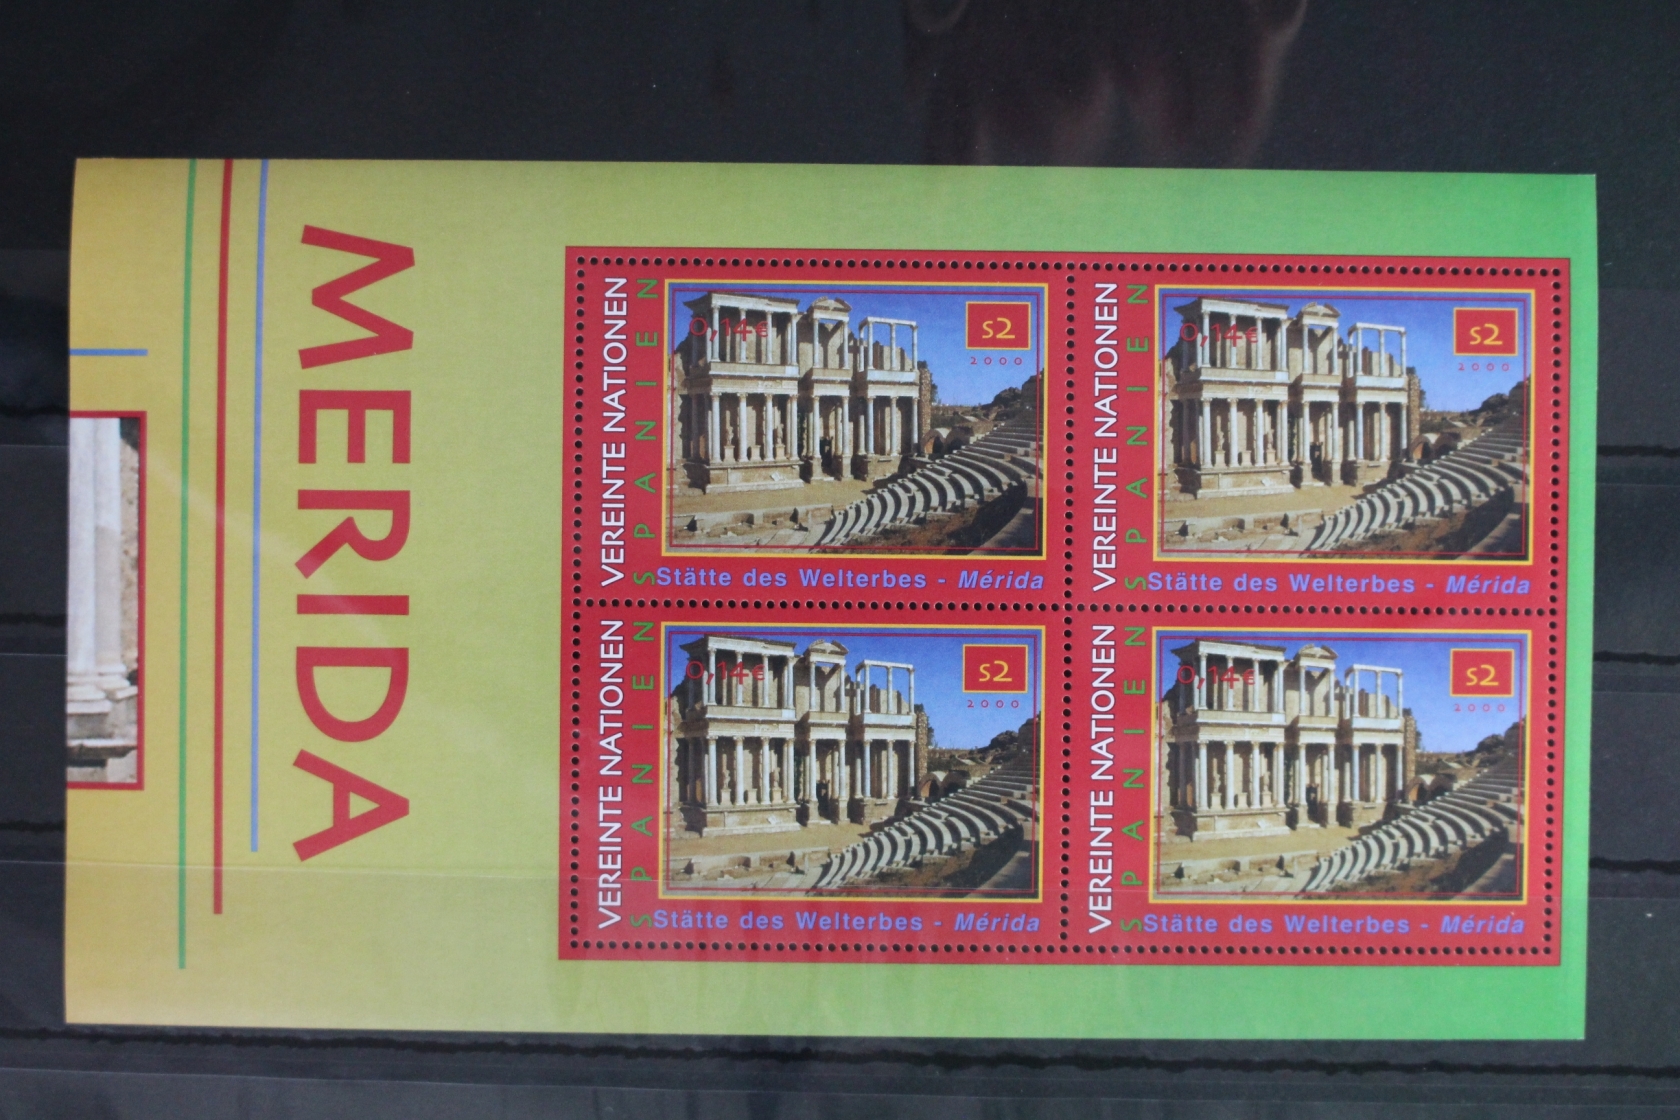 MERIDA
VEREINTE NATIONEN
SPANIEN
0,14€
s2
2000
Stätte des Welterbes - Mérida
VEREINTE NATIONEN
SPANIEN
0,14€
s2
2000
Stätte des Welterbes - Mérida
VEREINTE NATIONEN
SPANIEN
0,14€
s2
2000
Stätte des Welterbes - Mérida
VEREINTE NATIONEN
SPANIEN
0,14€
s2
2000
Stätte des Welterbes - Mérida